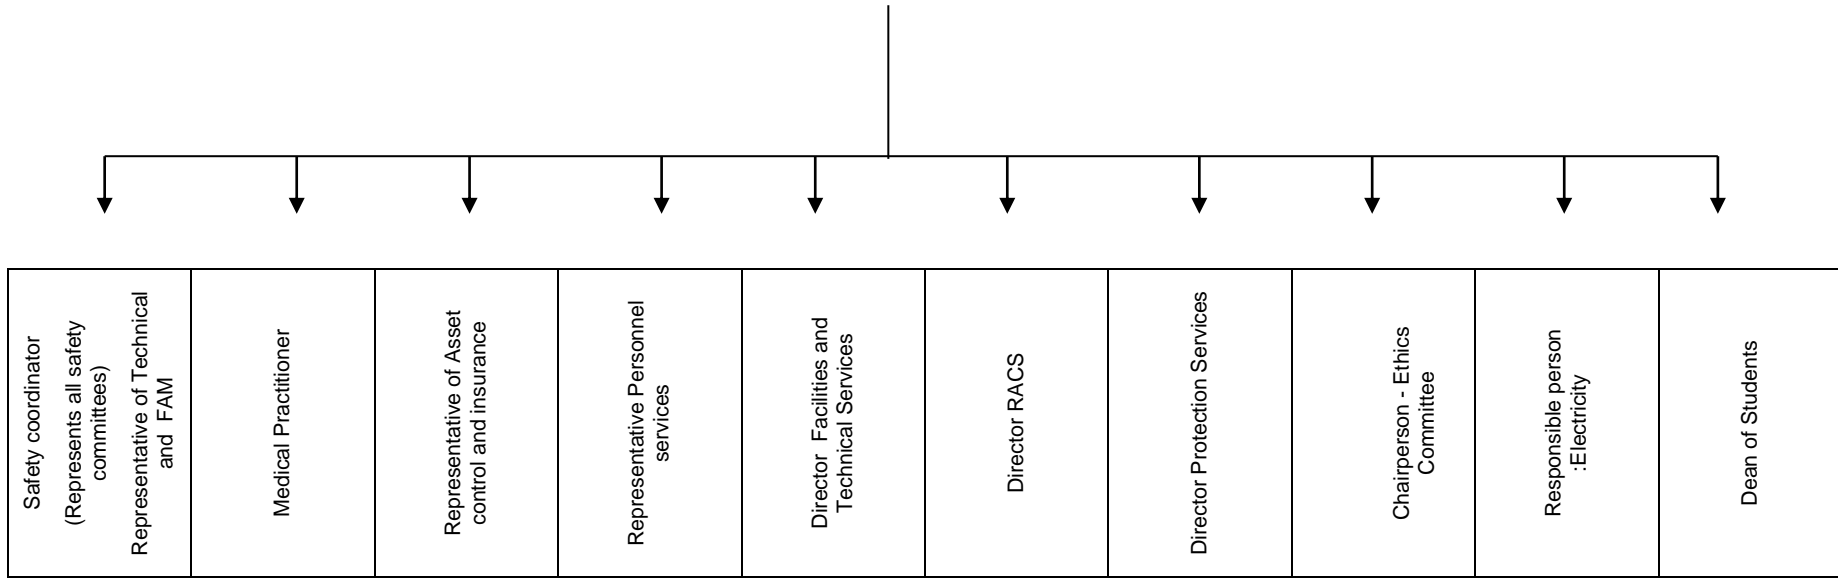 Safety coordinator
(Represents all safety
committees)
Representative of Technical
and FAM
Medical Practitioner
Representative of Asset
control and insurance
Representative Personnel
services
Director Facilities and
Technical Services
Director RACS
Director Protection Services
Chairperson - Ethics
Committee
Responsible person
:Electricity
Dean of Students